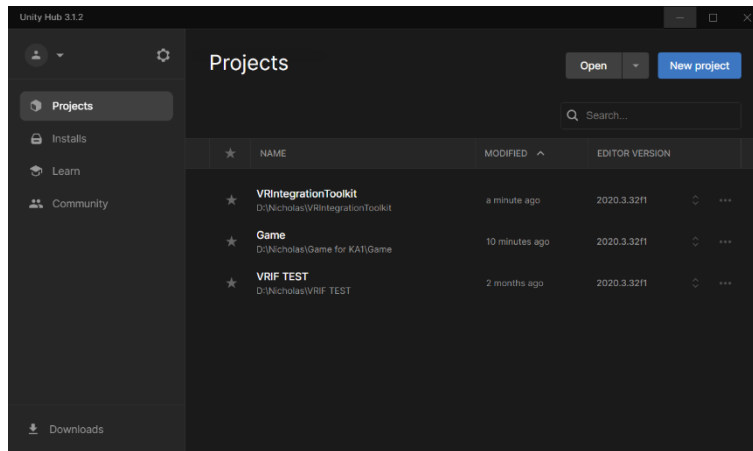 Unity Hub 3.1.2
Projects
Open
New project
Search...
Projects
Installs
Learn
Community
NAME MODIFIED EDITOR VERSION
VRIntegrationToolkit a minute ago 2020.3.32f1
D:\Nicholas\VRIntegrationToolkit
Game 10 minutes ago 2020.3.32f1
D:\Nicholas\Game for KA1\Game
VRIF TEST 2 months ago 2020.3.32f1
D:\Nicholas\VRIF TEST
Downloads